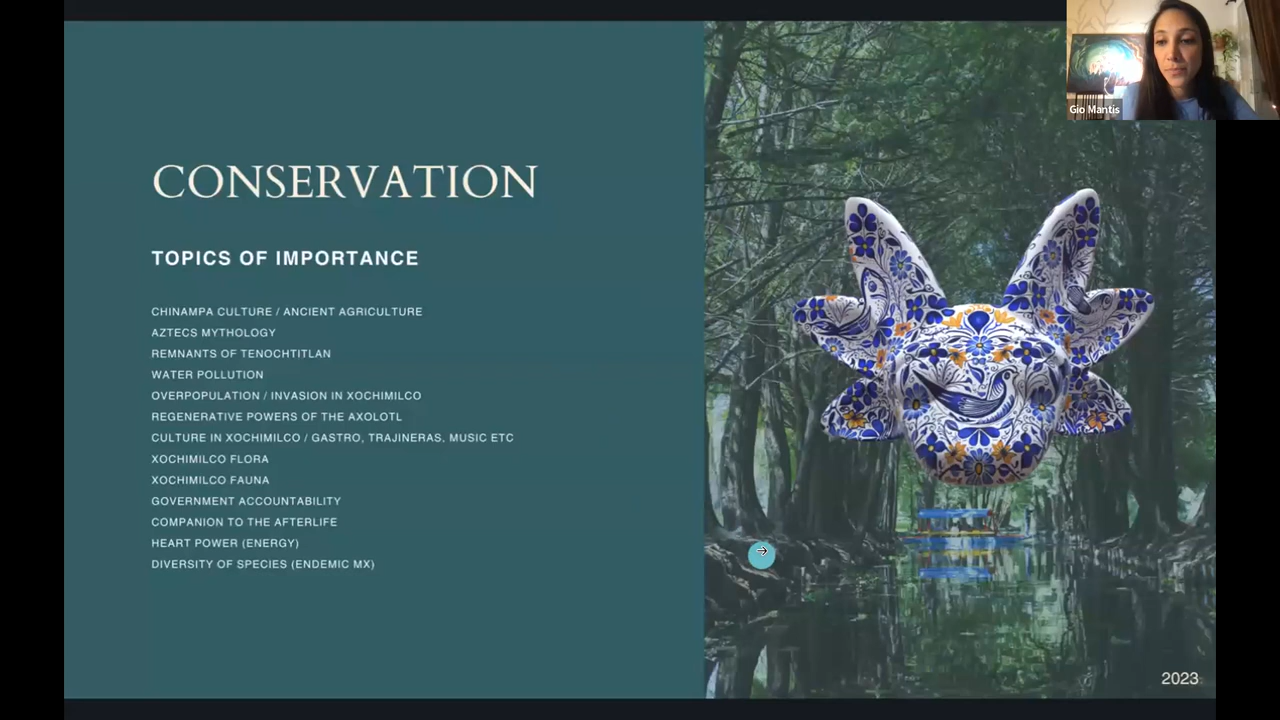 CONSERVATION
TOPICS OF IMPORTANCE
CHINAMPA CULTURE / ANCIENT AGRICULTURE
AZTECS MYTHOLOGY
REMNANTS OF TENOCHTITLAN
WATER POLLUTION
OVERPOPULATION / INVASION IN XOCHIMILCO
REGENERATIVE POWERS OF THE AXOLOTL
CULTURE IN XOCHIMILCO / GASTRO, TRAJINERAS, MUSIC ETC
XOCHIMILCO FLORA
XOCHIMILCO FAUNA
GOVERNMENT ACCOUNTABILITY
COMPANION TO THE AFTERLIFE
HEART POWER (ENERGY)
DIVERSITY OF SPECIES (ENDEMIC MX)
Gio Mantis
2023